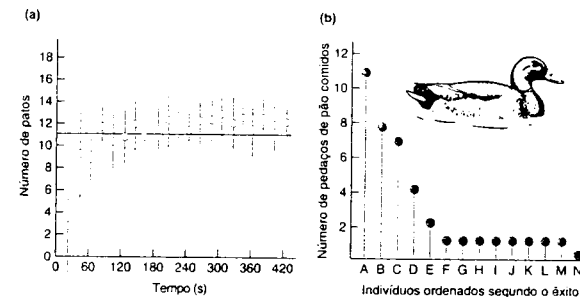 (a)
Número de patos
18
16
14
12
10
8
6
4
2
0
0 60 120 180 240 300 360 420
Tempo (s)
(b)
Número de pedaços de pão comidos
12
10
8
6
4
2
A B C D E F G H I J K L M N
Indivíduos ordenados segundo o êxito